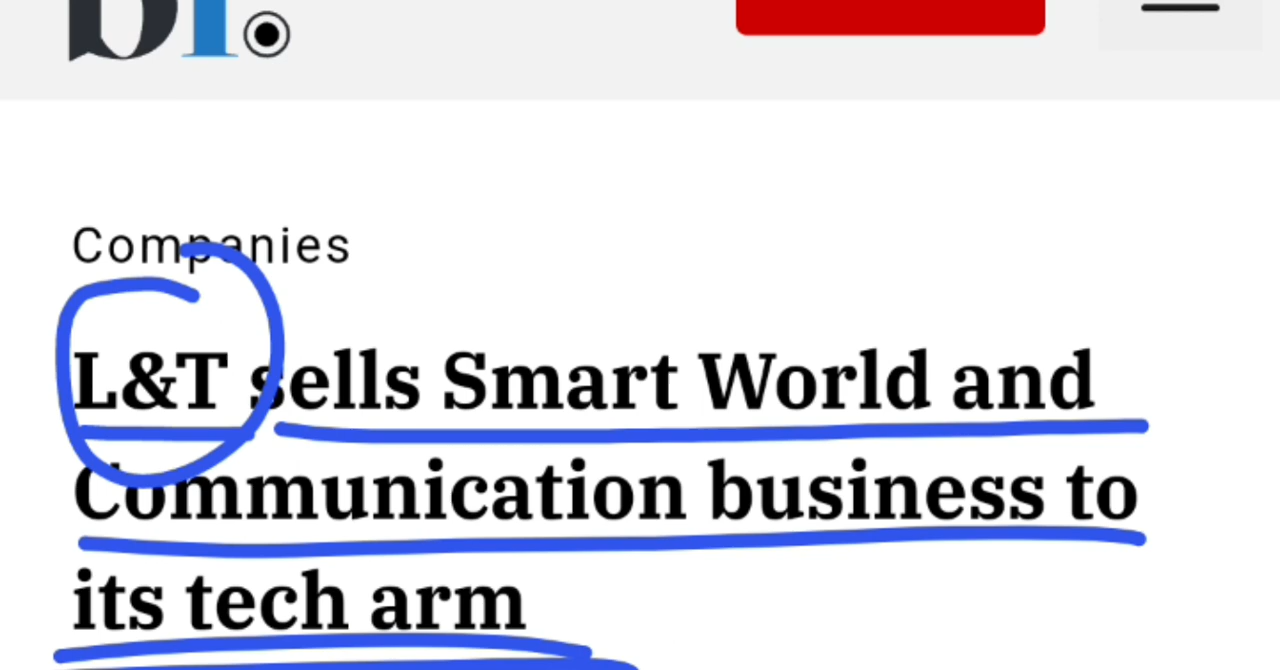 Companies
L&T sells Smart World and
Communication business to
its tech arm